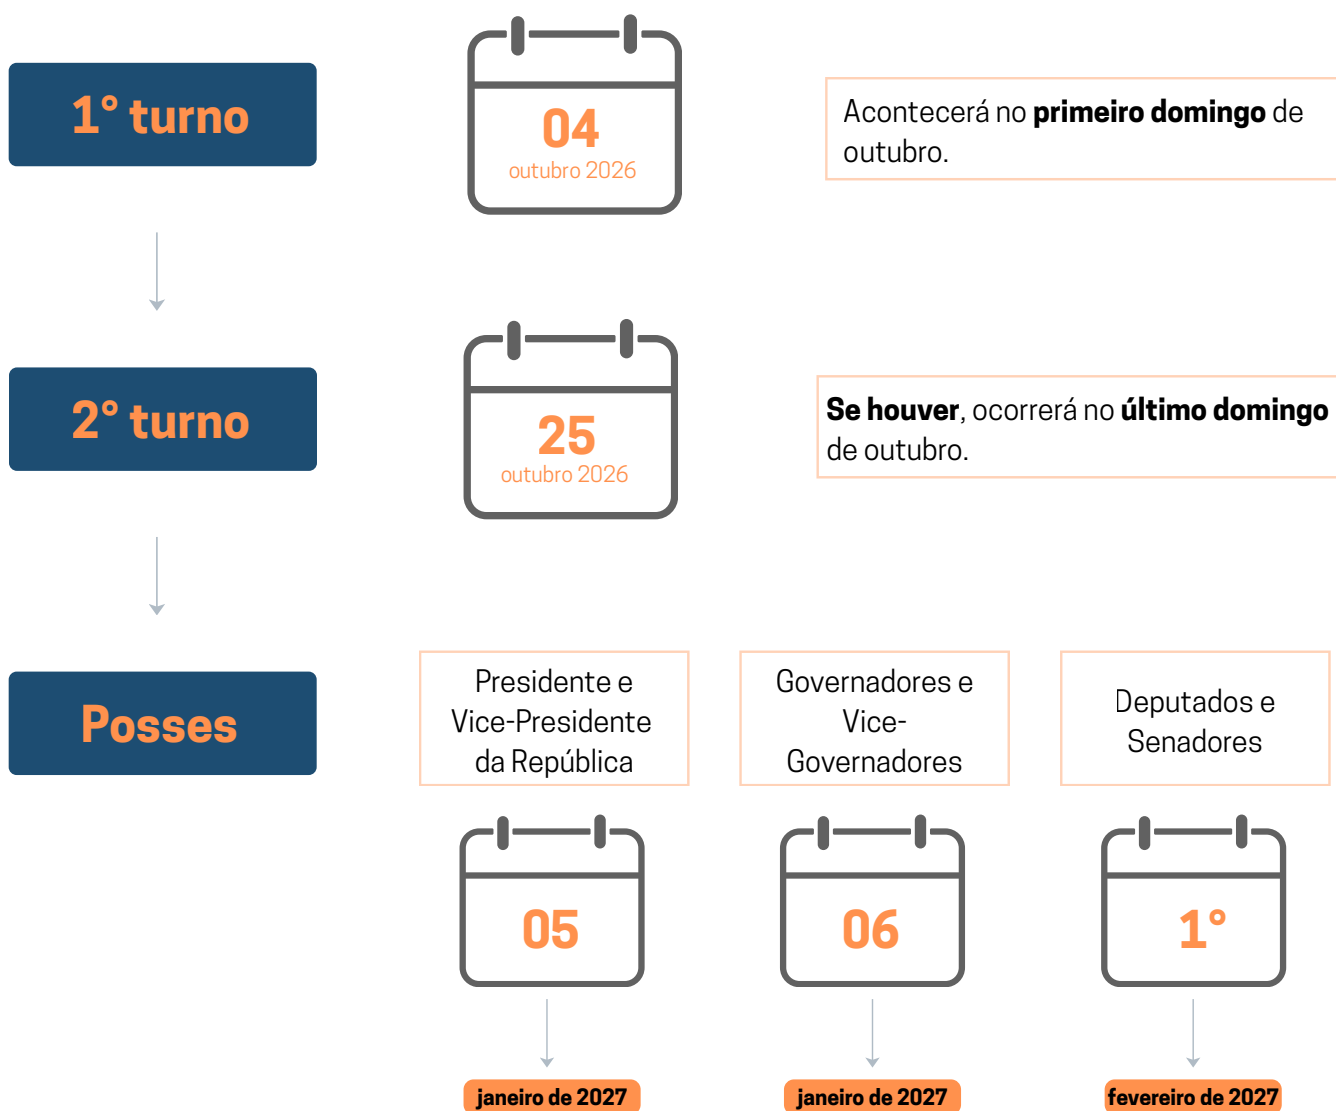 1° turno
04
outubro 2026
Acontecerá no primeiro domingo de
outubro.
2° turno
25
outubro 2026
Se houver, ocorrerá no último domingo
de outubro.
Posses
Presidente e
Vice-Presidente
da República
Governadores e
Vice-
Governadores
Deputados e
Senadores
05
06
1°
janeiro de 2027
janeiro de 2027
fevereiro de 2027